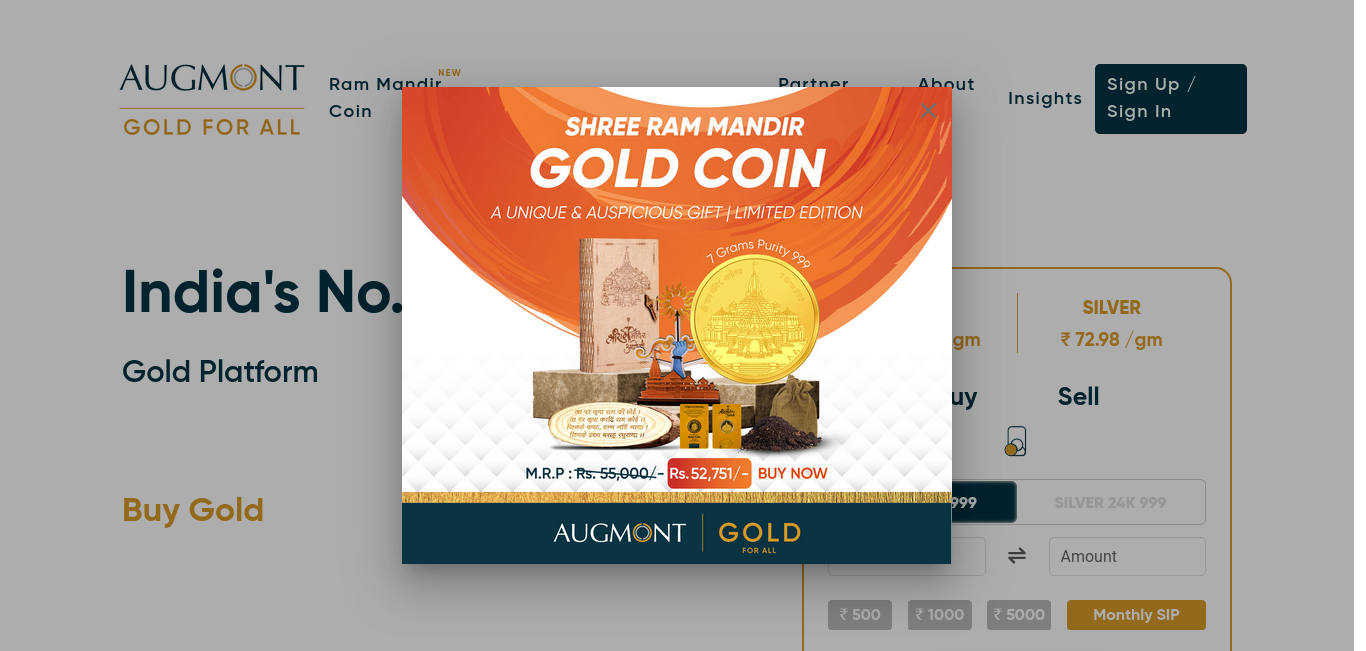 AUGMONT
GOLD FOR ALL
Ram Mandir NEW
Coin
Partner
About
Insights
Sign Up /
Sign In
SHREE RAM MANDIR
GOLD COIN
A UNIQUE & AUSPICIOUS GIFT | LIMITED EDITION
7 Grams Purity 999
M.R.P : Rs. 55,000/- Rs.52,751/- BUY NOW
AUGMONT GOLD
FOR ALL
India's No.
Gold Platform
Buy Gold
gm
SILVER
₹ 72.98 /gm
uy
Sell
999
SILVER 24K 999
Amount
₹ 500
₹ 1000
₹ 5000
Monthly SIP